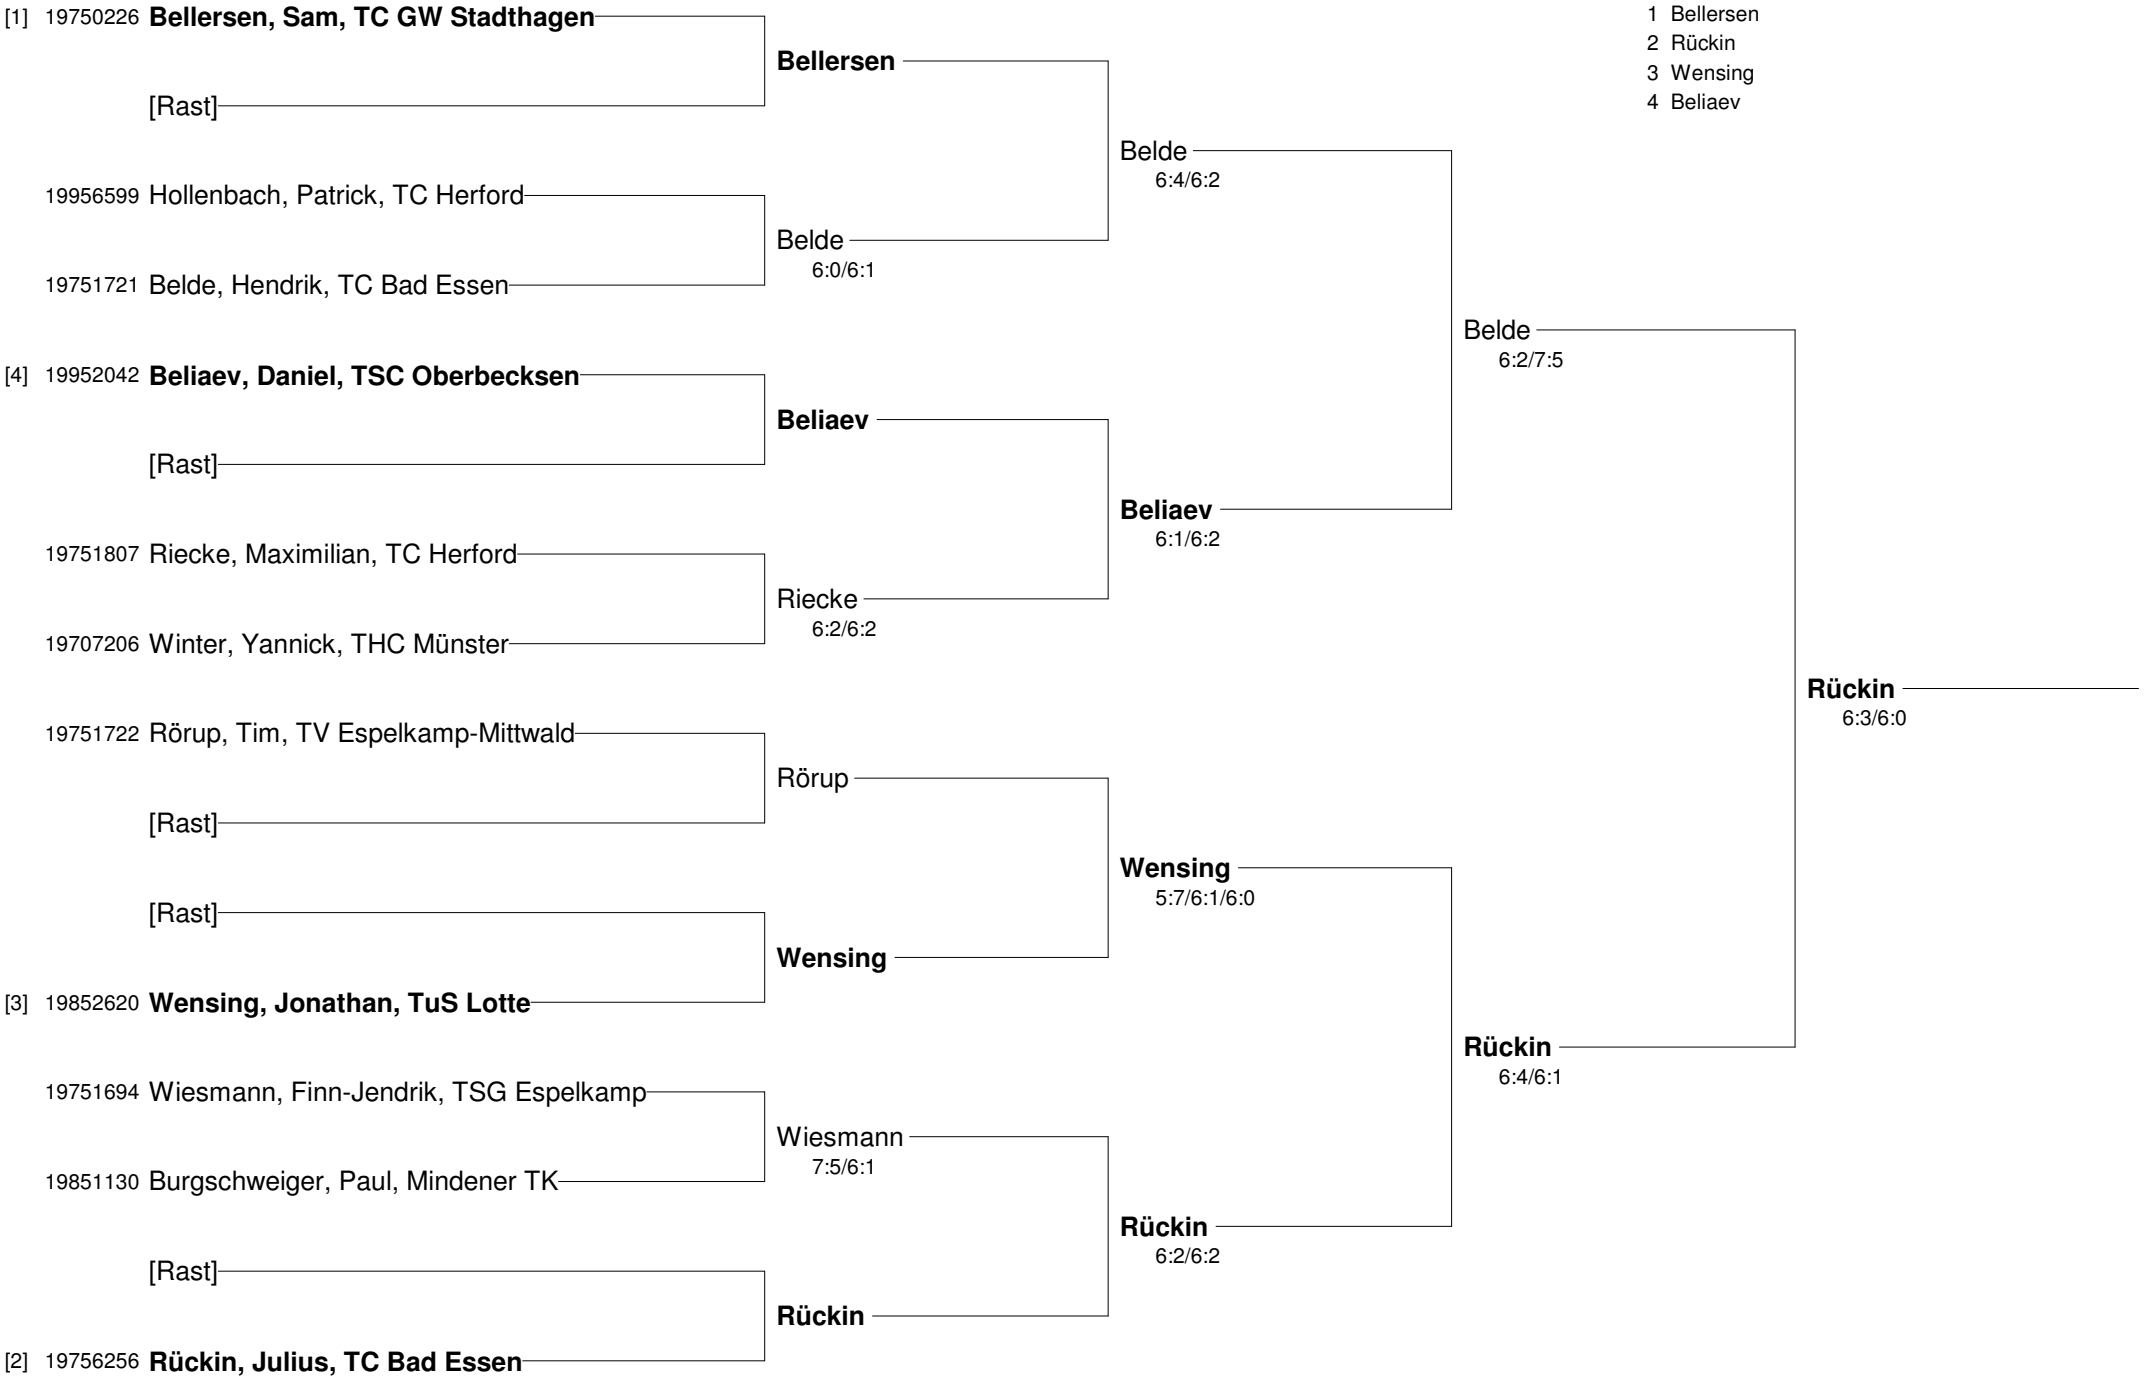 [1] 19750226 Bellersen, Sam, TC GW Stadthagen
[Rast]
19956599 Hollenbach, Patrick, TC Herford
19751721 Belde, Hendrik, TC Bad Essen
[4] 19952042 Beliaev, Daniel, TSC Oberbecksen
[Rast]
19751807 Riecke, Maximilian, TC Herford
19707206 Winter, Yannick, THC Münster
19751722 Rörup, Tim, TV Espelkamp-Mittwald
[Rast]
[Rast]
[3] 19852620 Wensing, Jonathan, TuS Lotte
19751694 Wiesmann, Finn-Jendrik, TSG Espelkamp
19851130 Burgschweiger, Paul, Mindener TK
[Rast]
[2] 19756256 Rückin, Julius, TC Bad Essen
Bellersen
Belde
6:0/6:1
Beliaev
Riecke
6:2/6:2
Rörup
Wensing
Wiesmann
7:5/6:1
Rückin
Belde
6:4/6:2
Beliaev
6:1/6:2
Wensing
5:7/6:1/6:0
Rückin
6:2/6:2
Belde
6:2/7:5
Rückin
6:4/6:1
Rückin
6:3/6:0
1 Bellersen
2 Rückin
3 Wensing
4 Beliaev